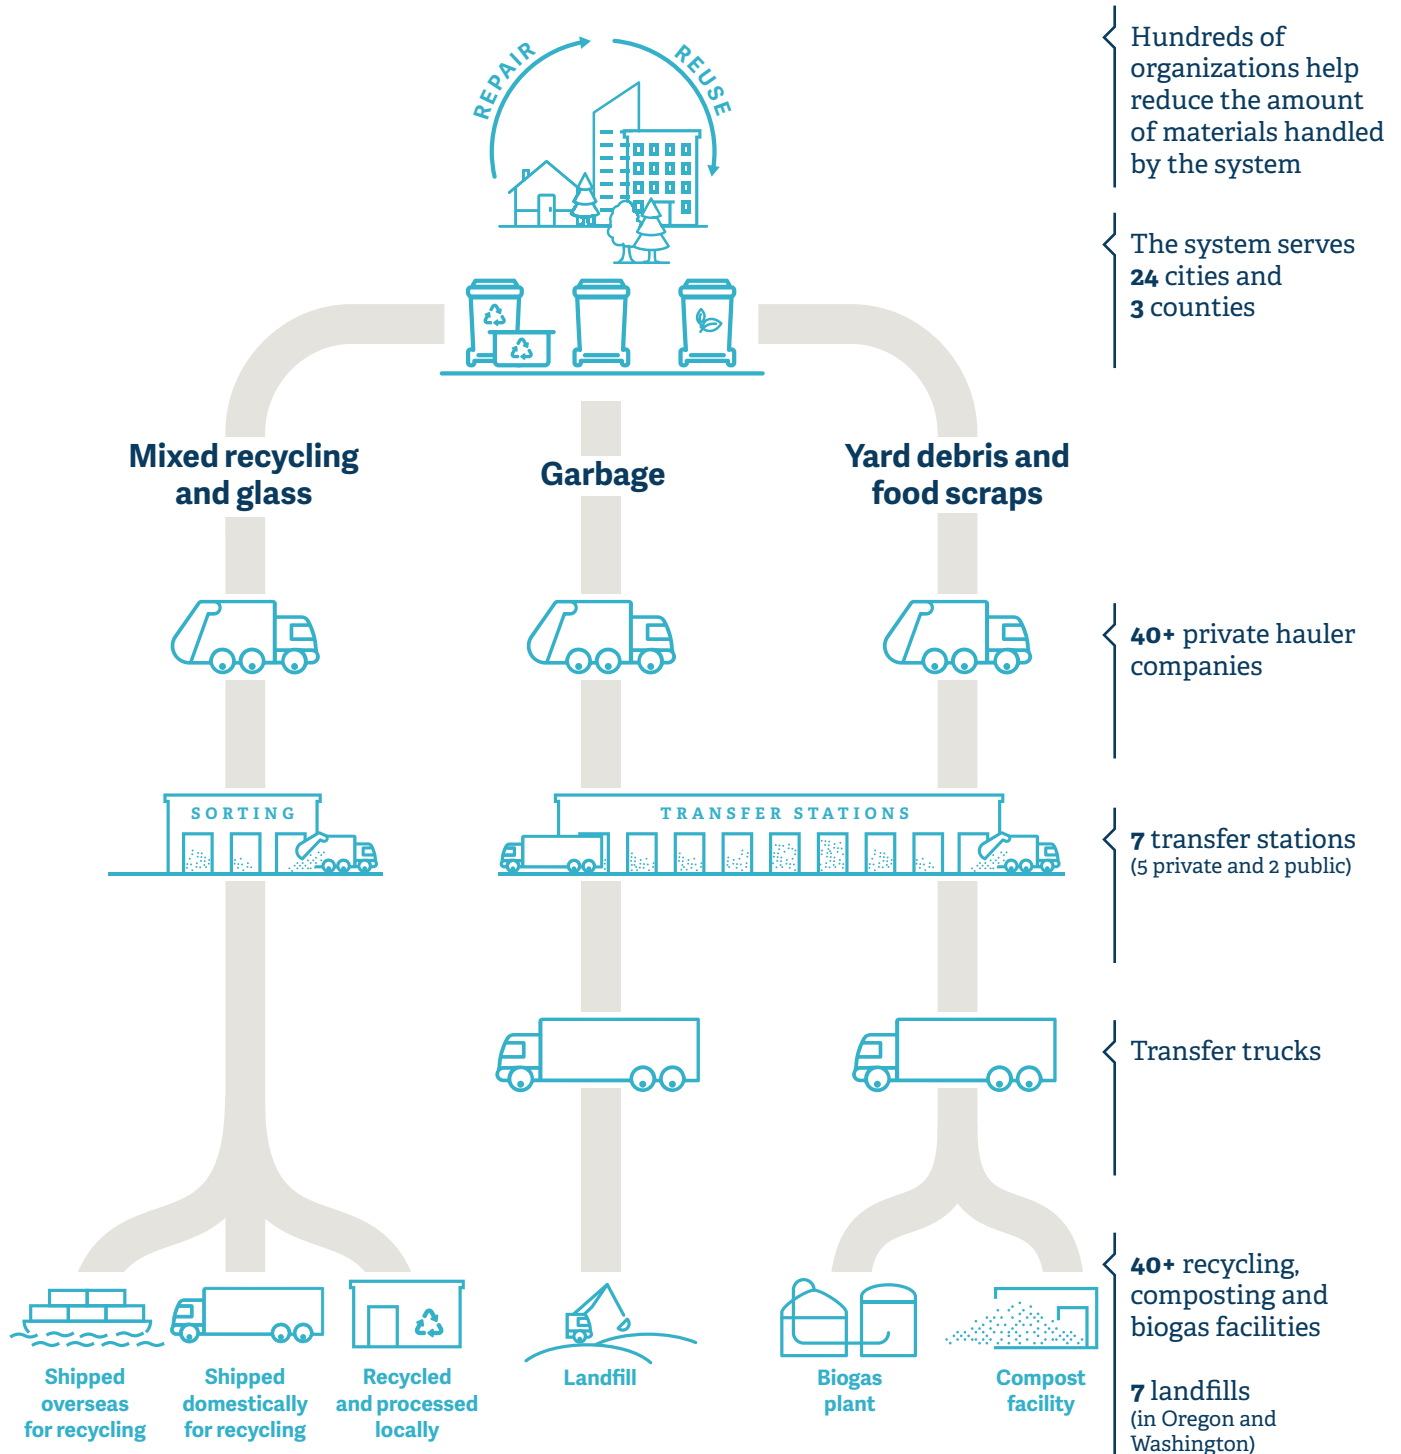 REPAIR
REUSE
Hundreds of
organizations help
reduce the amount
of materials handled
by the system
The system serves
24 cities and
3 counties
Mixed recycling
and glass
Garbage
Yard debris and
food scraps
40+ private hauler
companies
SORTING
TRANSFER STATIONS
7 transfer stations
(5 private and 2 public)
Transfer trucks
40+ recycling,
composting and
biogas facilities
7 landfills
(in Oregon and
Washington)
Shipped
overseas
for recycling
Shipped
domestically
for recycling
Recycled
and processed
locally
Landfill
Biogas
plant
Compost
facility